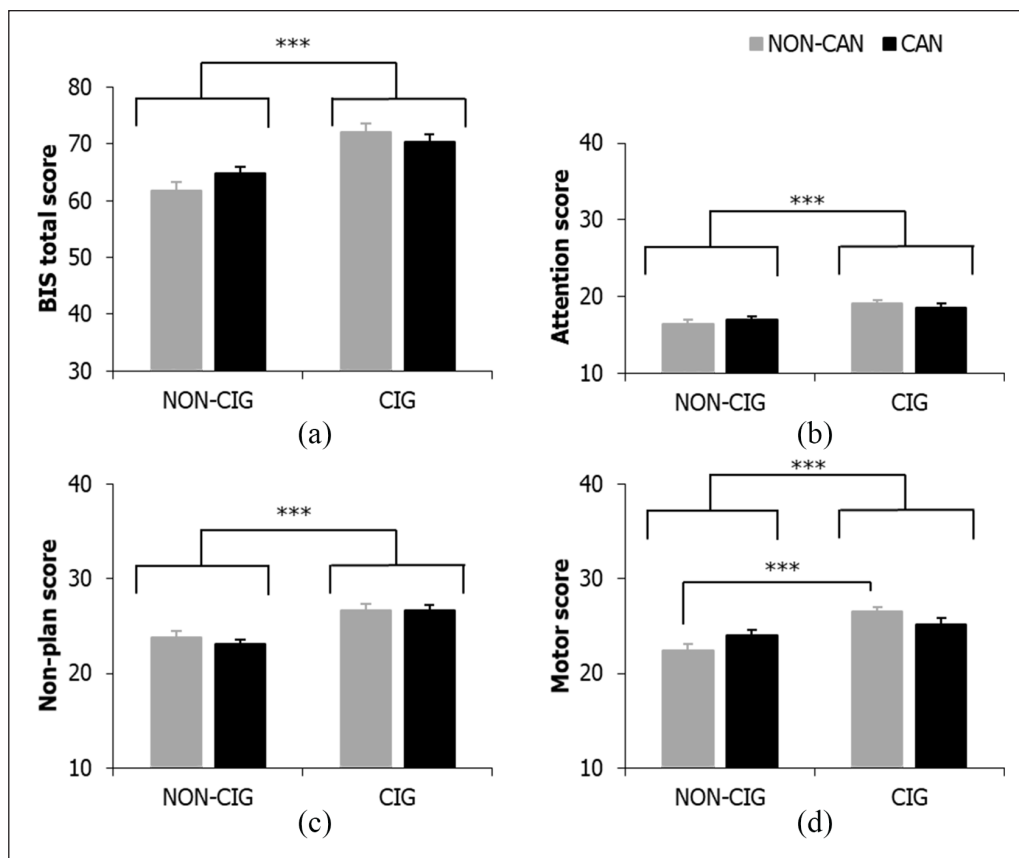 NON-CAN CAN
***
BIS total score
80
70
60
50
40
30
NON-CIG CIG
(a)
***
Attention score
40
30
20
10
NON-CIG CIG
(b)
***
Non-plan score
40
30
20
10
NON-CIG CIG
(c)
***
***
Motor score
40
30
20
10
NON-CIG CIG
(d)